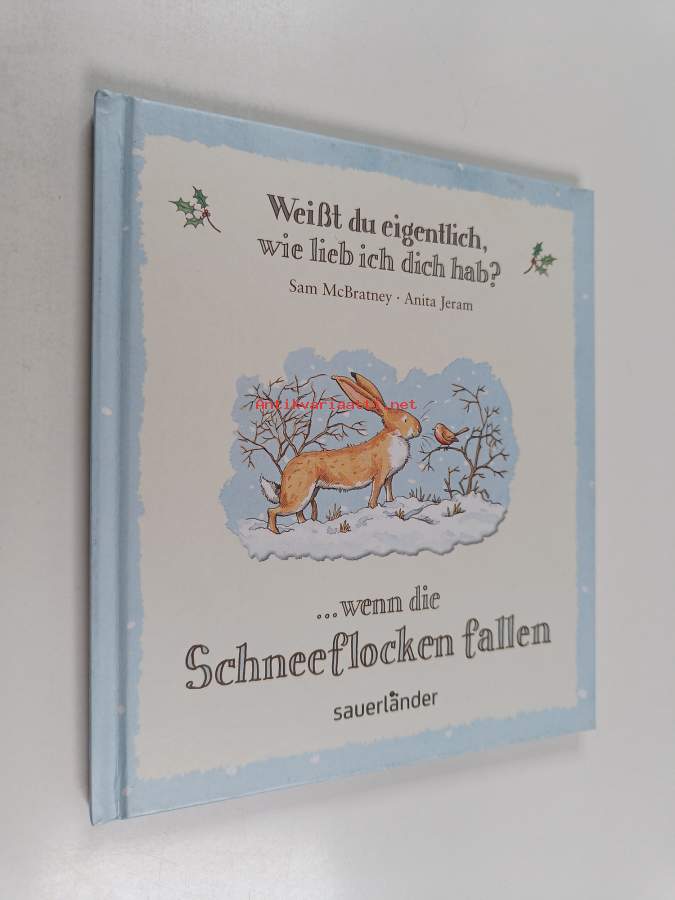 Weißt du eigentlich,
wie lieb ich dich hab?
Sam McBratney · Anita Jeram
Antikvariaatti.net
...wenn die
Schneeflocken fallen
sauerländer